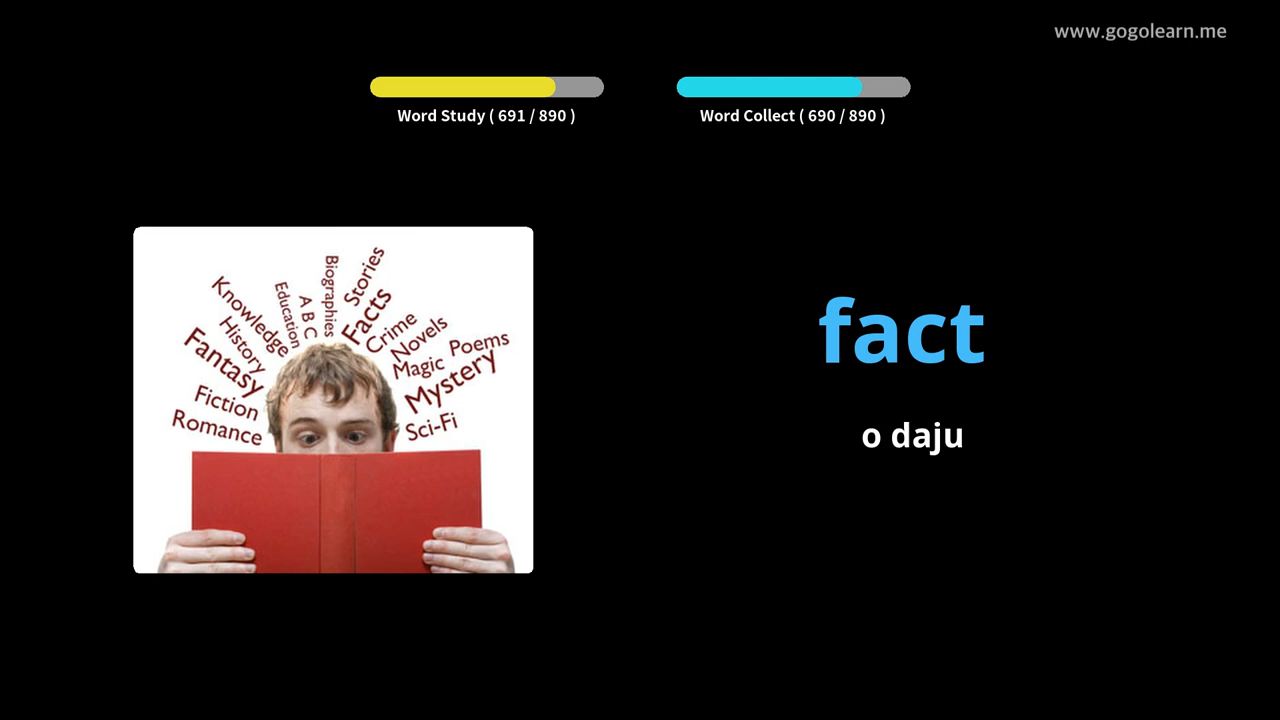 www.gogolearn.me
Word Study ( 691 / 890 )
Word Collect ( 690 / 890 )
fact
o daju
Knowledge
Education
A B C
Biographies
Stories
Facts
Crime
Novels
Poems
Magic
Mystery
Sci-Fi
History
Fantasy
Fiction
Romance